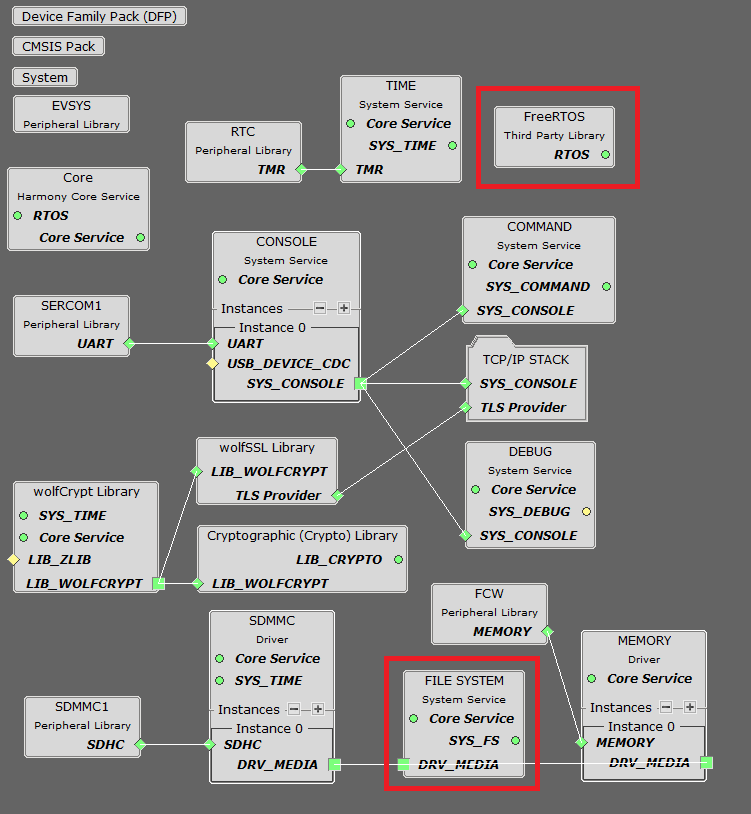 Device Family Pack (DFP)
CMSIS Pack
System
EVSYS
Peripheral Library
RTC
Peripheral Library
TMR
TIME
System Service
Core Service
SYS_TIME
TMR
FreeRTOS
Third Party Library
RTOS
Core
Harmony Core Service
RTOS
Core Service
CONSOLE
System Service
Core Service
Instances
Instance 0
UART
USB_DEVICE_CDC
SYS_CONSOLE
COMMAND
System Service
Core Service
SYS_COMMAND
SYS_CONSOLE
SERCOM1
Peripheral Library
UART
TCP/IP STACK
SYS_CONSOLE
TLS Provider
wolfSSL Library
LIB_WOLFCRYPT
TLS Provider
DEBUG
System Service
Core Service
SYS_DEBUG
SYS_CONSOLE
wolfCrypt Library
SYS_TIME
Core Service
LIB_ZLIB
LIB_WOLFCRYPT
Cryptographic (Crypto) Library
LIB_CRYPTO
LIB_WOLFCRYPT
FCW
Peripheral Library
MEMORY
SDMMC
Driver
Core Service
SYS_TIME
Instances
Instance 0
SDHC
DRV_MEDIA
SDMMC1
Peripheral Library
SDHC
FILE SYSTEM
System Service
Core Service
SYS_FS
DRV_MEDIA
MEMORY
Driver
Core Service
Instances
Instance 0
MEMORY
DRV_MEDIA